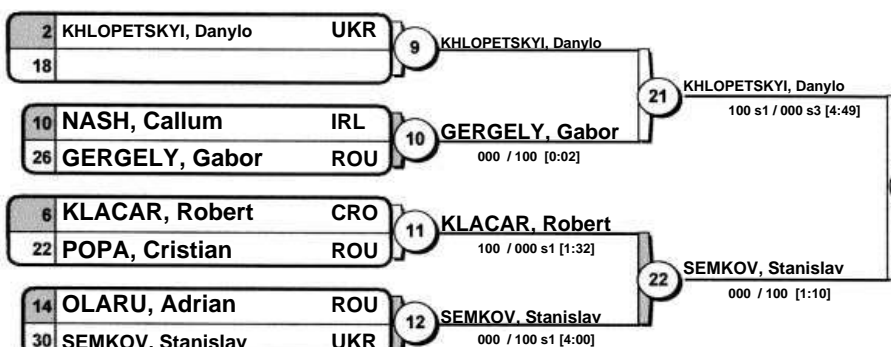 2 KHLOPETSKYI, Danylo UKR
18
9
KHLOPETSKYI, Danylo
10 NASH, Callum IRL
26 GERGELY, Gabor ROU
10
GERGELY, Gabor
000 / 100 [0:02]
21
KHLOPETSKYI, Danylo
100 s1 / 000 s3 [4:49]
6 KLACAR, Robert CRO
22 POPA, Cristian ROU
11
KLACAR, Robert
100 / 000 s1 [1:32]
14 OLARU, Adrian ROU
30 SEMKOV, Stanislav UKR
12
SEMKOV, Stanislav
000 / 100 s1 [4:00]
22
SEMKOV, Stanislav
000 / 100 [1:10]